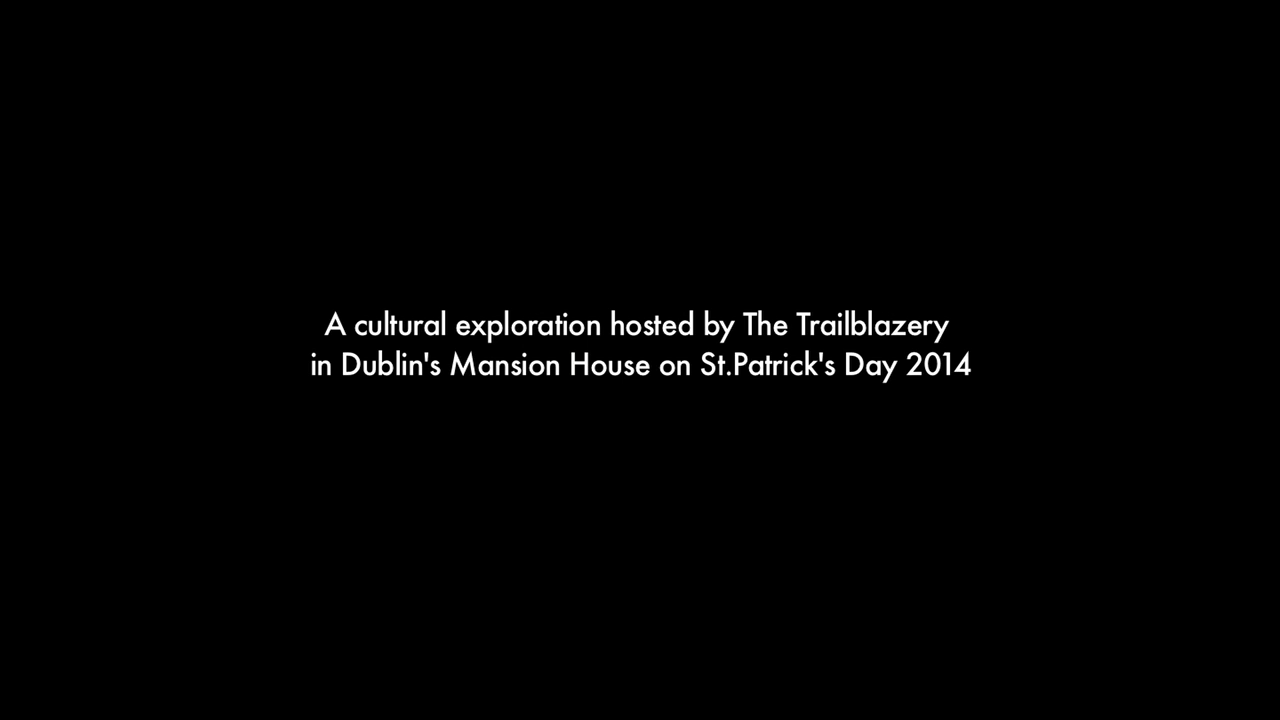 A cultural exploration hosted by The Trailblazery
in Dublin's Mansion House on St.Patrick's Day 2014